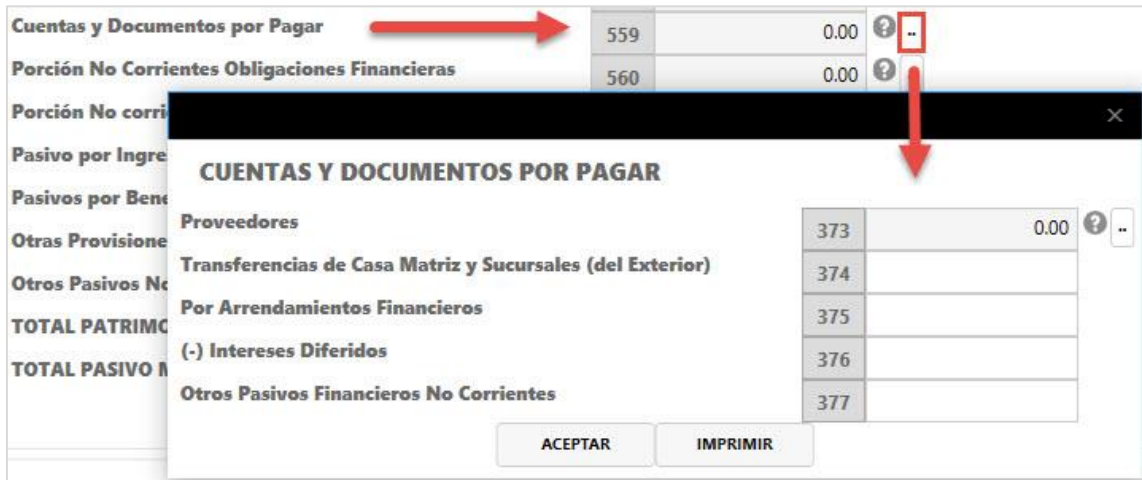 Cuentas y Documentos por Pagar 559 0.00 ? ..
Porción No Corrientes Obligaciones Financieras 560 0.00 ?
Porción No corri
Pasivo por Ingre
Pasivos por Bene
Otras Provisione
Otros Pasivos No
TOTAL PATRIMO
TOTAL PASIVO
×
CUENTAS Y DOCUMENTOS POR PAGAR
Proveedores 373 0.00 ? ..
Transferencias de Casa Matriz y Sucursales (del Exterior) 374
Por Arrendamientos Financieros 375
(-) Intereses Diferidos 376
Otros Pasivos Financieros No Corrientes 377
ACEPTAR IMPRIMIR